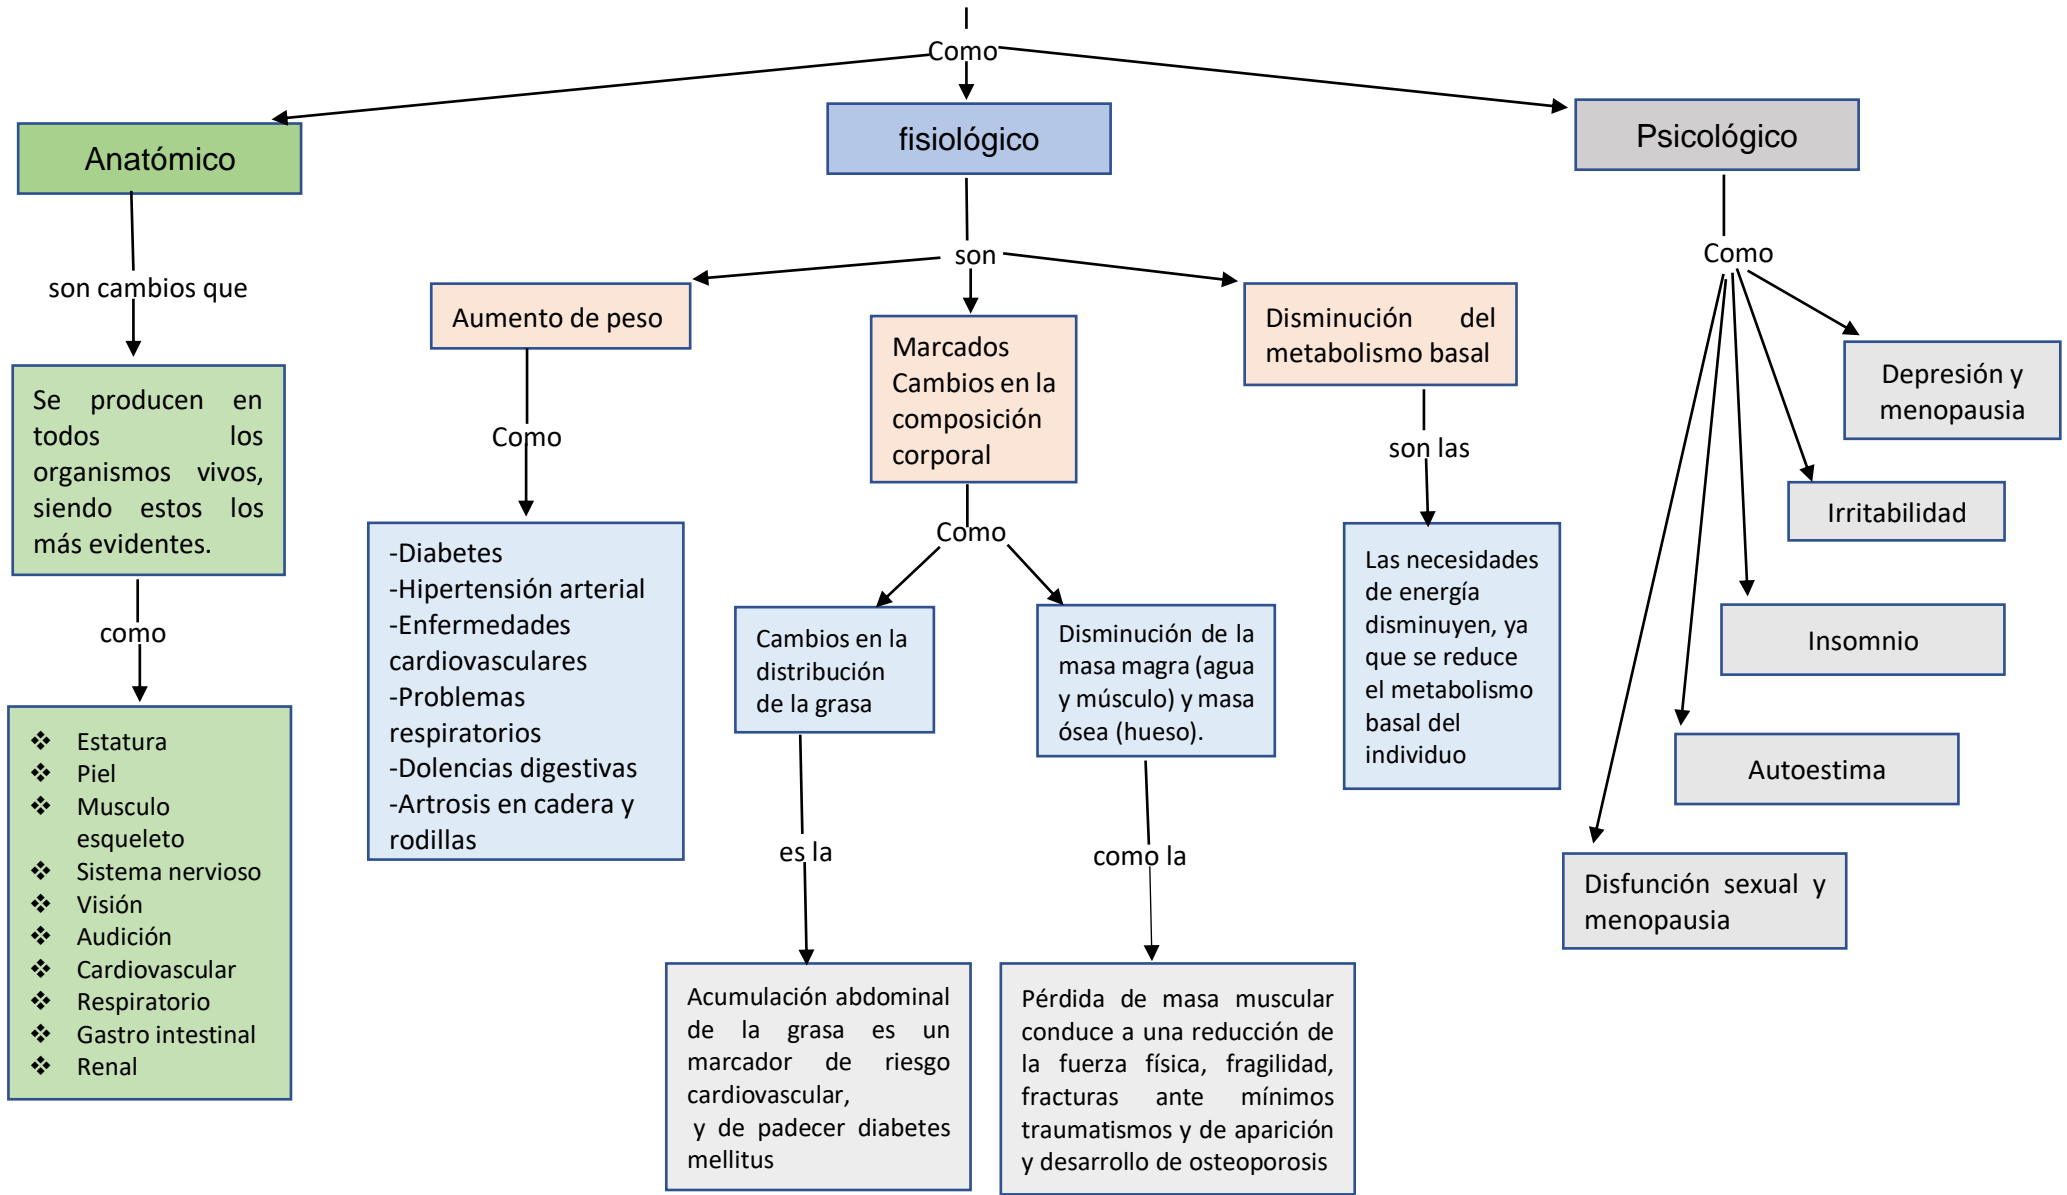 Como
Anatómico
son cambios que
Se producen en
todos los
organismos vivos,
siendo estos los
más evidentes.
como
❖ Estatura
❖ Piel
❖ Musculo
esqueleto
❖ Sistema nervioso
❖ Visión
❖ Audición
❖ Cardiovascular
❖ Respiratorio
❖ Gastro intestinal
❖ Renal
fisiológico
son
Aumento de peso
Como
-Diabetes
-Hipertensión arterial
-Enfermedades
cardiovasculares
-Problemas
respiratorios
-Dolencias digestivas
-Artrosis en cadera y
rodillas
Marcados
Cambios en la
composición
corporal
Como
Cambios en la
distribución
de la grasa
es la
Acumulación abdominal
de la grasa es un
marcador de riesgo
cardiovascular,
y de padecer diabetes
mellitus
Disminución de la
masa magra (agua
y músculo) y masa
ósea (hueso).
como la
Pérdida de masa muscular
conduce a una reducción de
la fuerza física, fragilidad,
fracturas ante mínimos
traumatismos y de aparición
y desarrollo de osteoporosis
Disminución del
metabolismo basal
son las
Las necesidades
de energía
disminuyen, ya
que se reduce
el metabolismo
basal del
individuo
Psicológico
Como
Depresión y
menopausia
Irritabilidad
Insomnio
Autoestima
Disfunción sexual y
menopausia